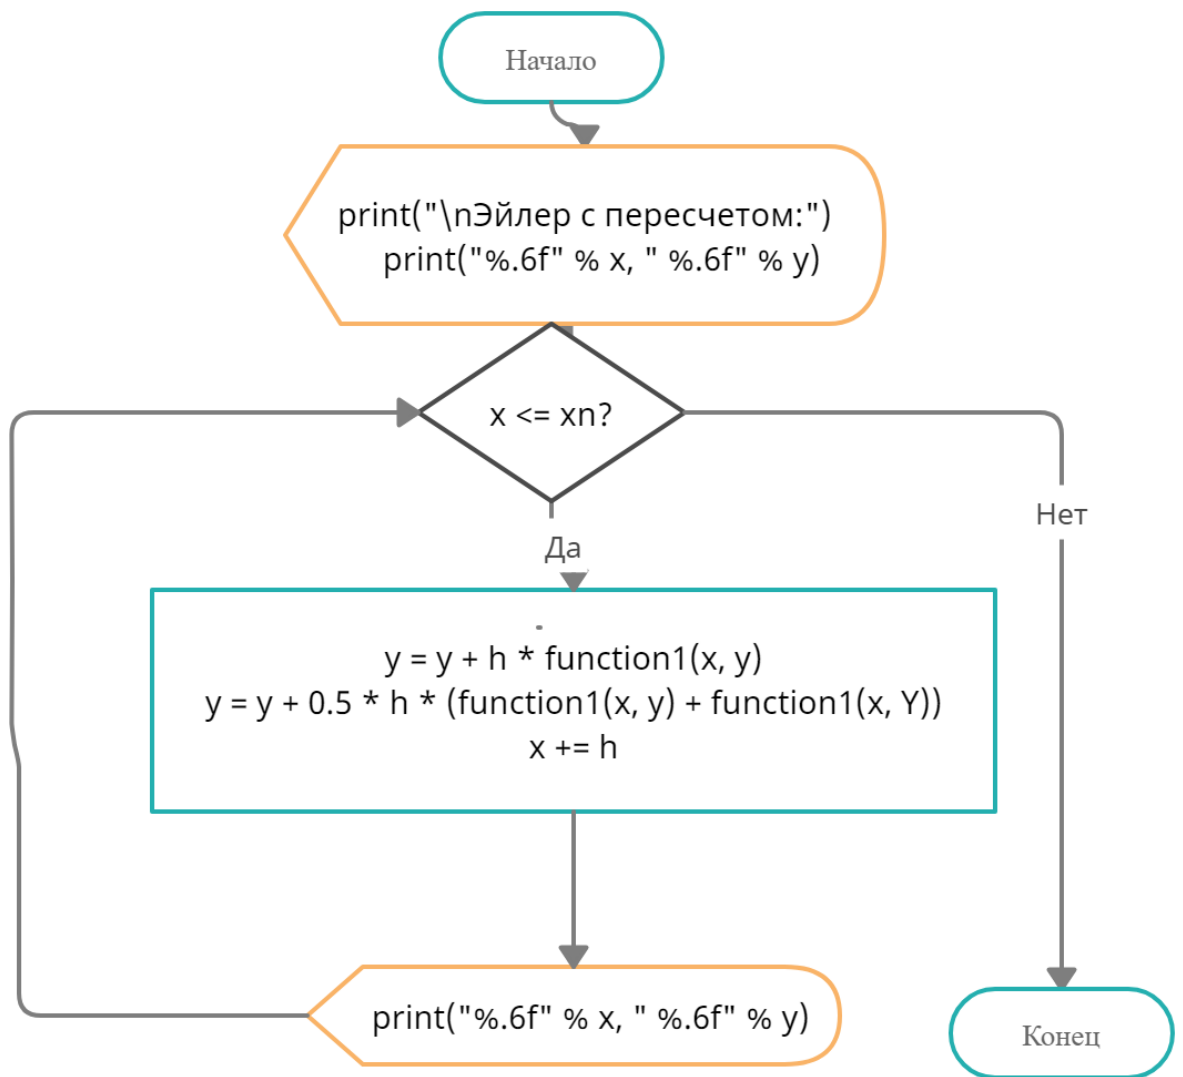 Начало
print("\nЭйлер с пересчетом:")
print("%.6f" % x, " %.6f" % y)
x <= xn?
Нет
Да
y = y + h * function1(x, y)
y = y + 0.5 * h * (function1(x, y) + function1(x, Y))
x += h
print("%.6f" % x, " %.6f" % y)
Конец